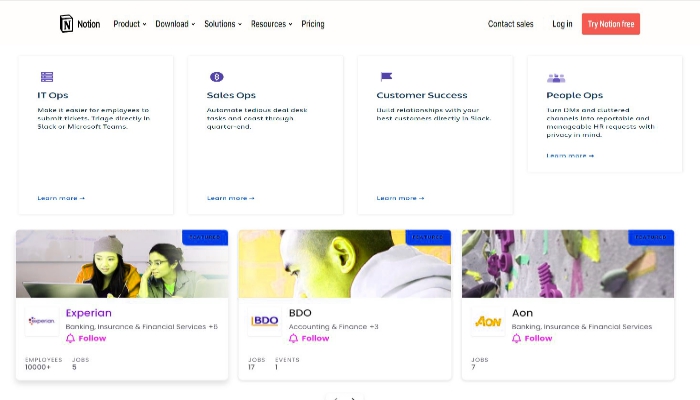 Notion
Product
Download
Solutions
Resources
Pricing
Contact sales
Log in
Try Notion free
IT Ops
Make it easier for employees to
submit tickets. Triage directly in
Slack or Microsoft Teams.
Learn more →
Sales Ops
Automate tedious deal desk
tasks and coast through
quarter-end.
Learn more →
Customer Success
Build relationships with your
best customers directly in Slack.
Learn more →
People Ops
Turn DMs and cluttered
channels into reportable and
manageable HR requests with
privacy in mind.
Learn more →
FEATURED
experian
Experian
Banking, Insurance & Financial Services +6
Follow
EMPLOYEES
10000+
JOBS
5
FEATURED
IBDO
BDO
Accounting & Finance +3
Follow
JOBS
17
EVENTS
1
FEATURED
AON
Aon
Banking, Insurance & Financial Services
Follow
JOBS
7